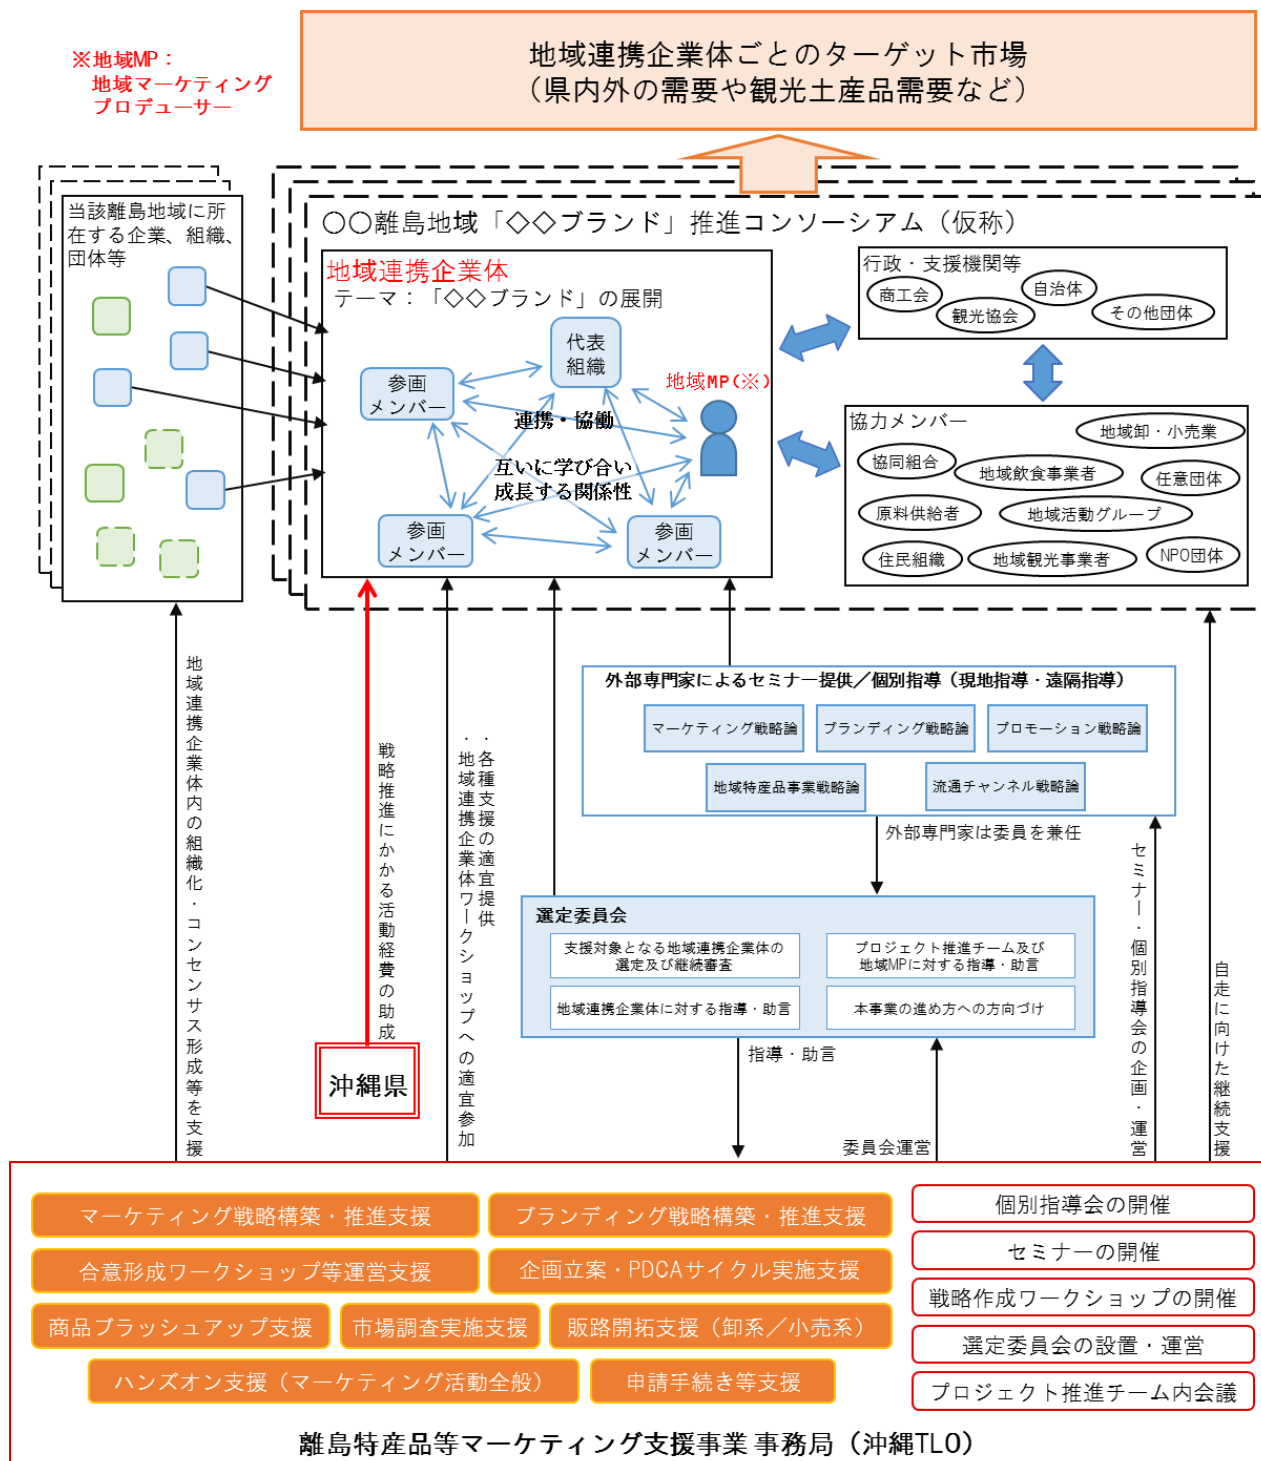 ※地域MP：
地域マーケティング
プロデューサー
地域連携企業体ごとのターゲット市場
（県内外の需要や観光土産品需要など）
当該離島地域に所
在する企業、組織、
団体等
〇〇離島地域「◇◇ブランド」推進コンソーシアム（仮称）
地域連携企業体
テーマ：「◇◇ブランド」の展開
代表
組織
参画
メンバー
地域MP(※)
連携・協働
互いに学び合い
成長する関係性
参画
メンバー
参画
メンバー
行政・支援機関等
商工会
自治体
観光協会
その他団体
協力メンバー
地域卸・小売業
協同組合
地域飲食事業者
任意団体
原料供給者
地域活動グループ
住民組織
地域観光事業者
NPO団体
地域連携企業体内の組織化・コンセンサス形成等を支援
戦略推進にかかる活動経費の助成
・各種支援の適宜提供
・地域連携企業体ワークショップへの適宜参加
外部専門家によるセミナー提供／個別指導（現地指導・遠隔指導）
マーケティング戦略論
ブランディング戦略論
プロモーション戦略論
地域特産品事業戦略論
流通チャンネル戦略論
外部専門家は委員を兼任
選定委員会
支援対象となる地域連携企業体の
選定及び継続審査
プロジェクト推進チーム及び
地域MPに対する指導・助言
地域連携企業体に対する指導・助言
本事業の進め方への方向づけ
セミナー・個別指導会の企画・運営
自走に向けた継続支援
沖縄県
指導・助言
委員会運営
マーケティング戦略構築・推進支援
ブランディング戦略構築・推進支援
合意形成ワークショップ等運営支援
企画立案・PDCAサイクル実施支援
商品ブラッシュアップ支援
市場調査実施支援
販路開拓支援（卸系／小売系）
ハンズオン支援（マーケティング活動全般）
申請手続き等支援
個別指導会の開催
セミナーの開催
戦略作成ワークショップの開催
選定委員会の設置・運営
プロジェクト推進チーム内会議
離島特産品等マーケティング支援事業 事務局（沖縄TLO）